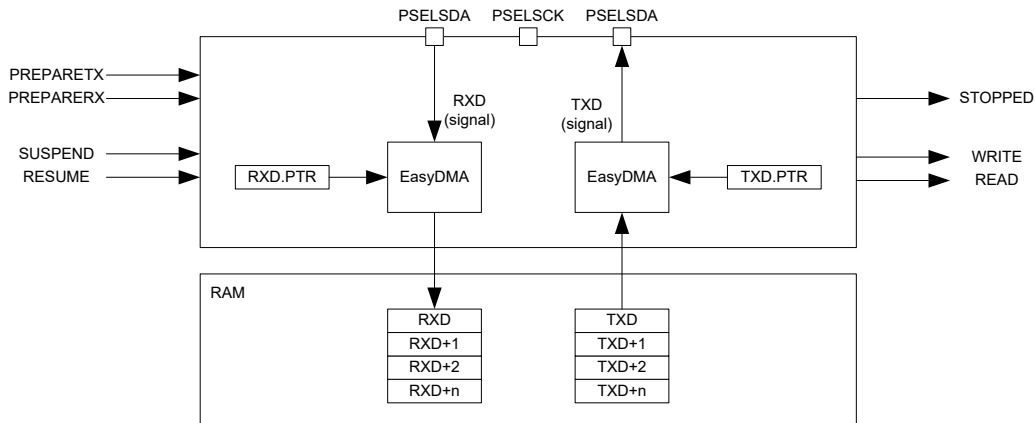 PSELSDA PSELSCK PSELSDA
PREPARETX
PREPARERX
STOPPED
RXD
(signal)
TXD
(signal)
SUSPEND
RESUME
WRITE
READ
RXD.PTR
EasyDMA
EasyDMA
TXD.PTR
RAM
RXD
RXD+1
RXD+2
RXD+n
TXD
TXD+1
TXD+2
TXD+n